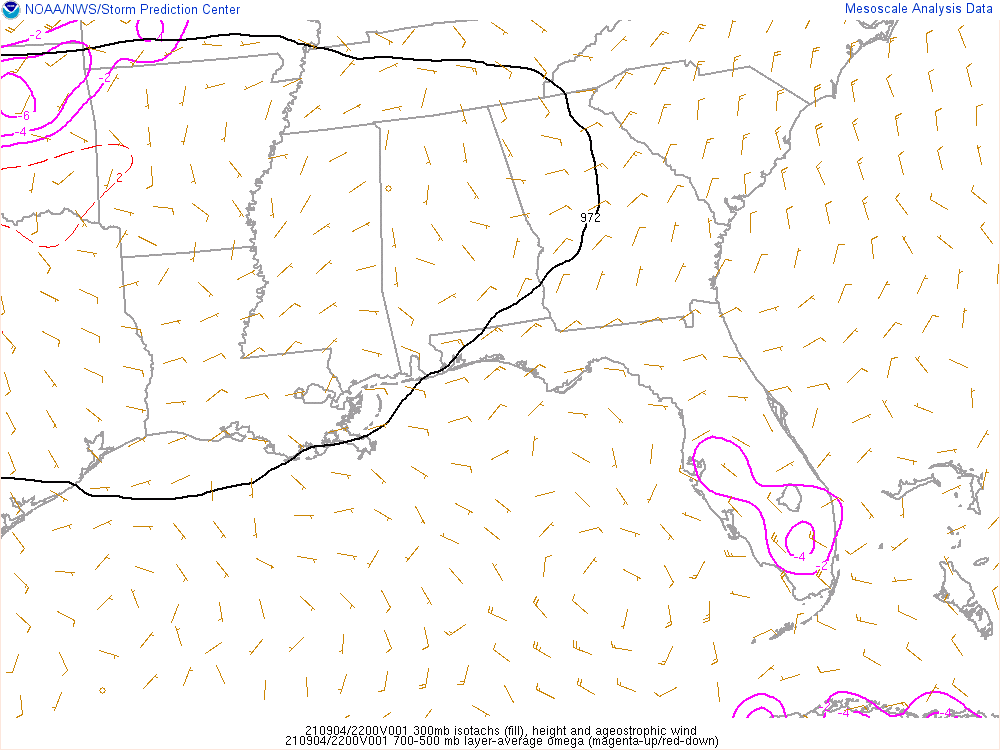 NOAA/NWS/Storm Prediction Center
Mesoscale Analysis Data
-2
-2
-6
-4
2
972
-4
-2
-4
-4
210904/2200V001 300mb isotachs (fill), height and ageostrophic wind
210904/2200V001 700-500 mb layer-average omega (magenta-up/red-down)